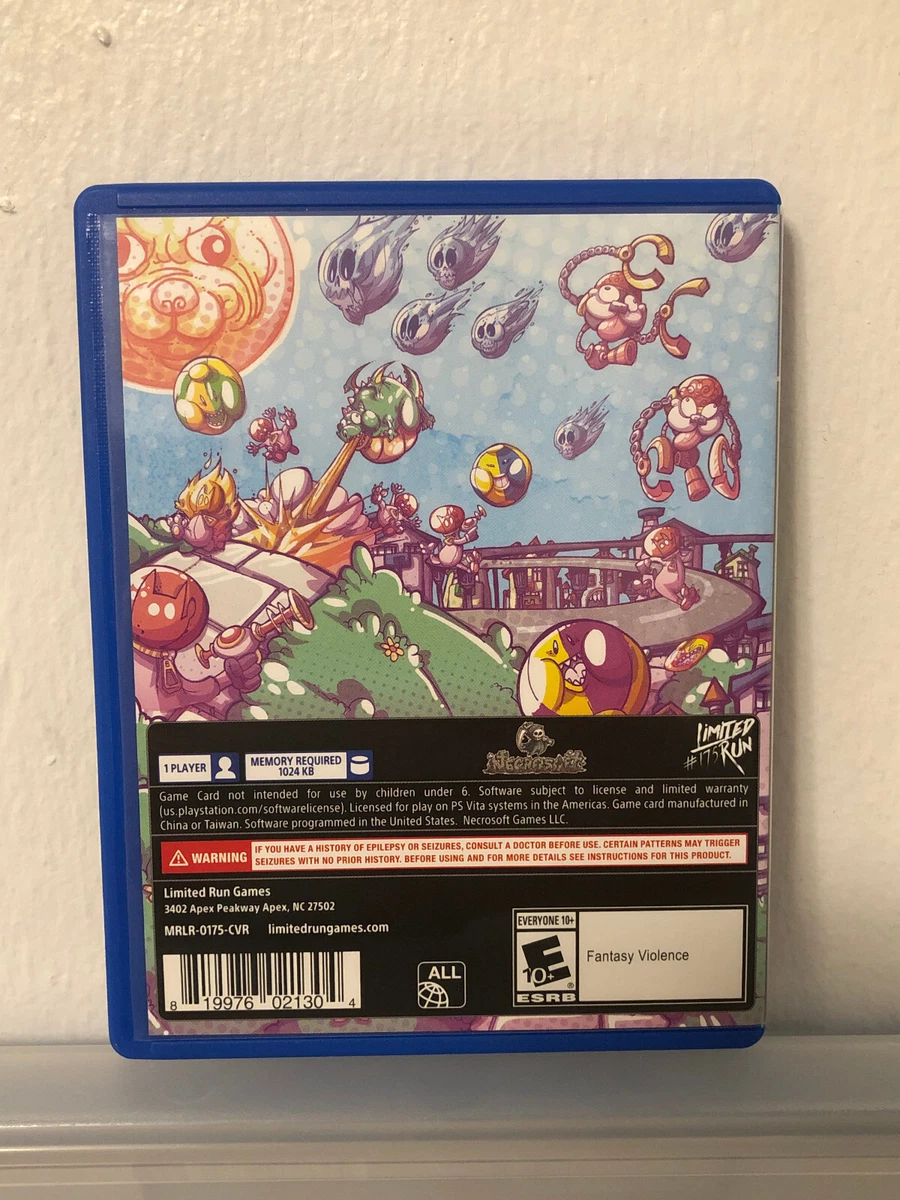 LIMITED
RUN
#175
1 PLAYER
MEMORY REQUIRED
1024 KB
NECROSOFT
Game Card not intended for use by children under 6. Software subject to license and limited warranty
(us.playstation.com/softwarelicense). Licensed for play on PS Vita systems in the Americas. Game card manufactured in
China or Taiwan. Software programmed in the United States. Necrosoft Games LLC.
WARNING
IF YOU HAVE A HISTORY OF EPILEPSY OR SEIZURES, CONSULT A DOCTOR BEFORE USE. CERTAIN PATTERNS MAY TRIGGER
SEIZURES WITH NO PRIOR HISTORY. BEFORE USING AND FOR MORE DETAILS SEE INSTRUCTIONS FOR THIS PRODUCT.
Limited Run Games
3402 Apex Peakway Apex, NC 27502
MRLR-0175-CVR limitedrungames.com
8 19976 02130 4
ALL
EVERYONE 10+
E
10+
®
ESRB
Fantasy Violence